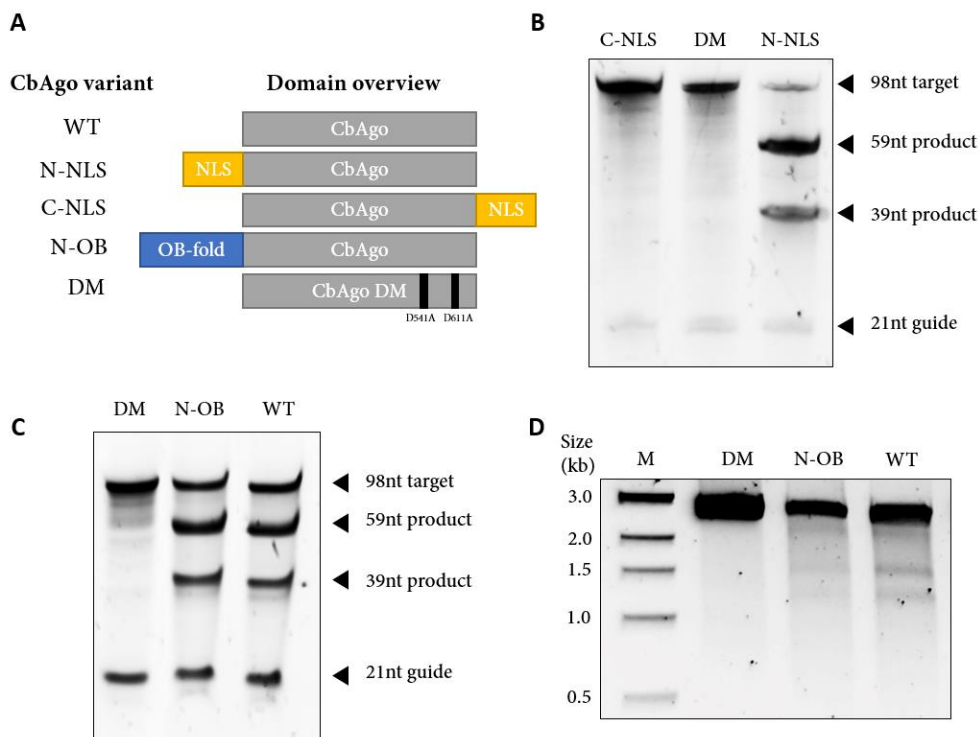 A
CbAgo variant Domain overview
WT CbAgo
N-NLS NLS CbAgo
C-NLS CbAgo NLS
N-OB OB-fold CbAgo
DM CbAgo DM
D541A D611A
B
C-NLS DM N-NLS
98nt target
59nt product
39nt product
21nt guide
C
DM N-OB WT
98nt target
59nt product
39nt product
21nt guide
D
Size
(kb) M DM N-OB WT
3.0
2.0
1.5
1.0
0.5